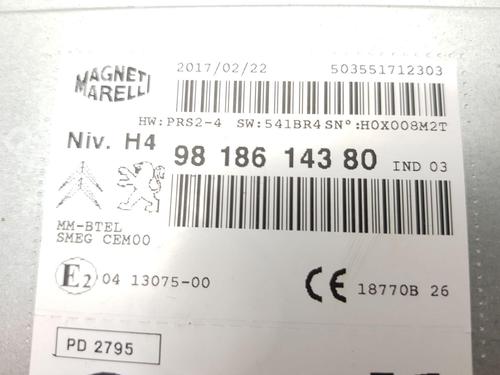 MAGNETI
MARELLI
2017/02/22 503551712303
HW:PRS2-4 SW:541BR4 SN°:H0X008M2T
Niv. H4 98 186 143 80 IND 03
MM-BTEL
SMEG CEM00
E2 04 13075-00 CE 18770B 26
PD 2795